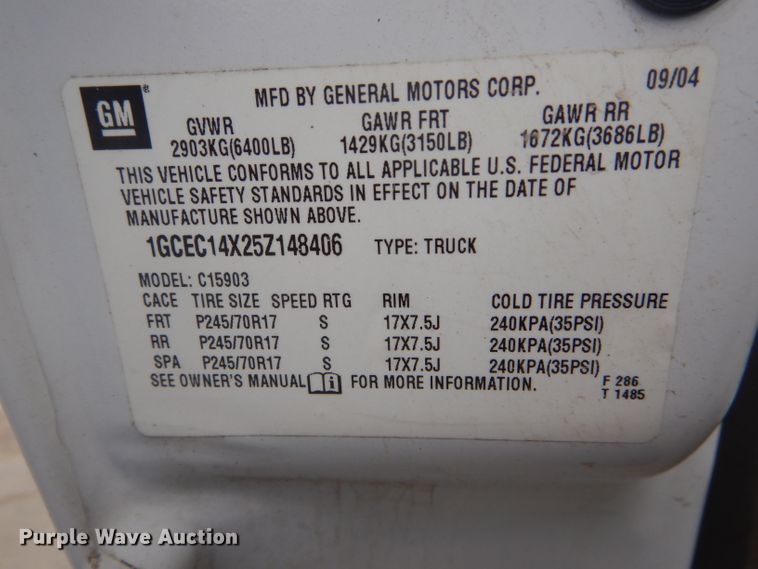 GM
®
MFD BY GENERAL MOTORS CORP. 09/04
GVWR GAWR FRT GAWR RR
2903KG(6400LB) 1429KG(3150LB) 1672KG(3686LB)
THIS VEHICLE CONFORMS TO ALL APPLICABLE U.S. FEDERAL MOTOR
VEHICLE SAFETY STANDARDS IN EFFECT ON THE DATE OF
MANUFACTURE SHOWN ABOVE.
1GCEC14X25Z148406 TYPE: TRUCK
MODEL: C15903
CACE TIRE SIZE SPEED RTG RIM COLD TIRE PRESSURE
FRT P245/70R17 S 17X7.5J 240KPA(35PSI)
RR P245/70R17 S 17X7.5J 240KPA(35PSI)
SPA P245/70R17 S 17X7.5J 240KPA(35PSI)
SEE OWNER'S MANUAL i FOR MORE INFORMATION. F 286
T 1485
Purple Wave Auction